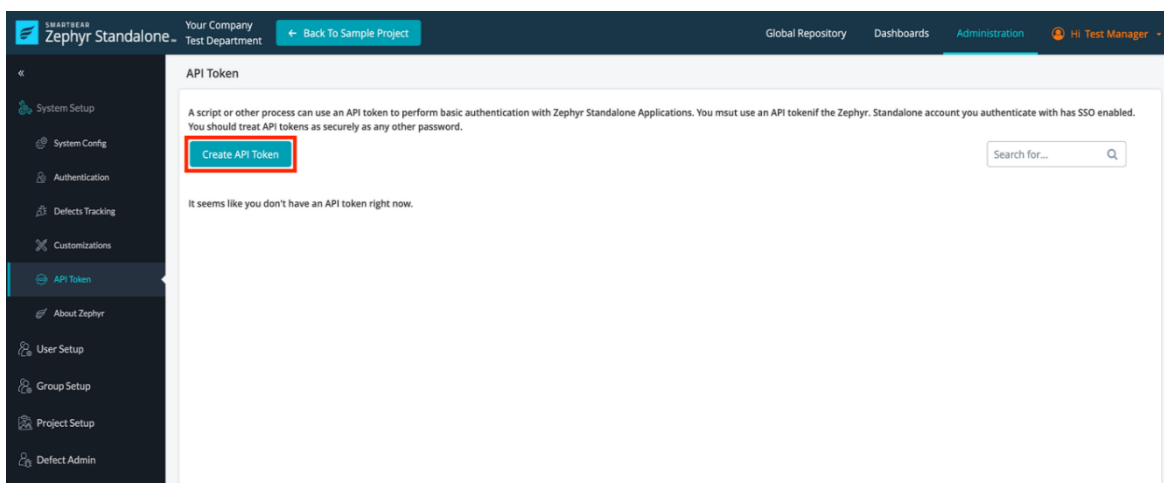 SMARTBEAR
Zephyr Standalone
Your Company
Test Department
← Back To Sample Project
Global Repository
Dashboards
Administration
Hi Test Manager
«
API Token
System Setup
System Config
Authentication
Defects Tracking
Customizations
API Token
About Zephyr
User Setup
Group Setup
Project Setup
Defect Admin
A script or other process can use an API token to perform basic authentication with Zephyr Standalone Applications. You msut use an API tokenif the Zephyr. Standalone account you authenticate with has SSO enabled.
You should treat API tokens as securely as any other password.
Create API Token
Search for...
It seems like you don't have an API token right now.